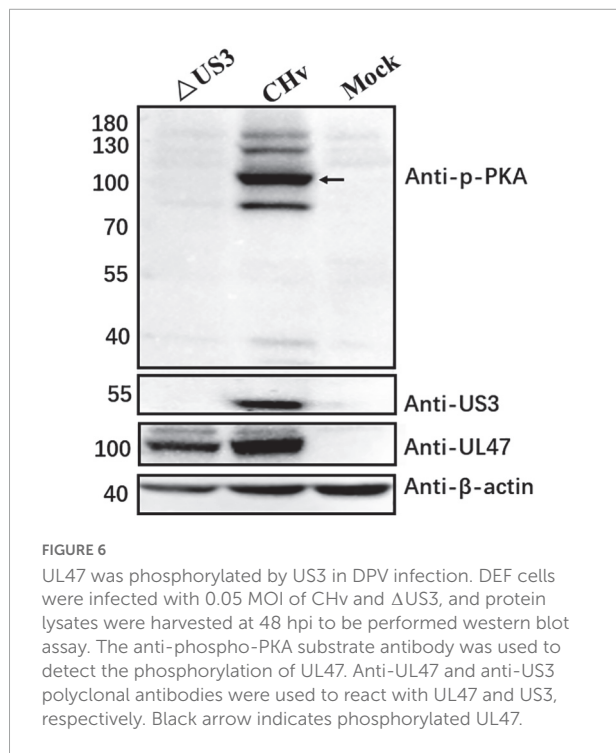 △US3 CHv Mock
180
130
100
70
55
40
Anti-p-PKA
55
Anti-US3
100
Anti-UL47
40
Anti-β-actin
FIGURE 6
UL47 was phosphorylated by US3 in DPV infection. DEF cells
were infected with 0.05 MOI of CHv and ΔUS3, and protein
lysates were harvested at 48 hpi to be performed western blot
assay. The anti-phospho-PKA substrate antibody was used to
detect the phosphorylation of UL47. Anti-UL47 and anti-US3
polyclonal antibodies were used to react with UL47 and US3,
respectively. Black arrow indicates phosphorylated UL47.